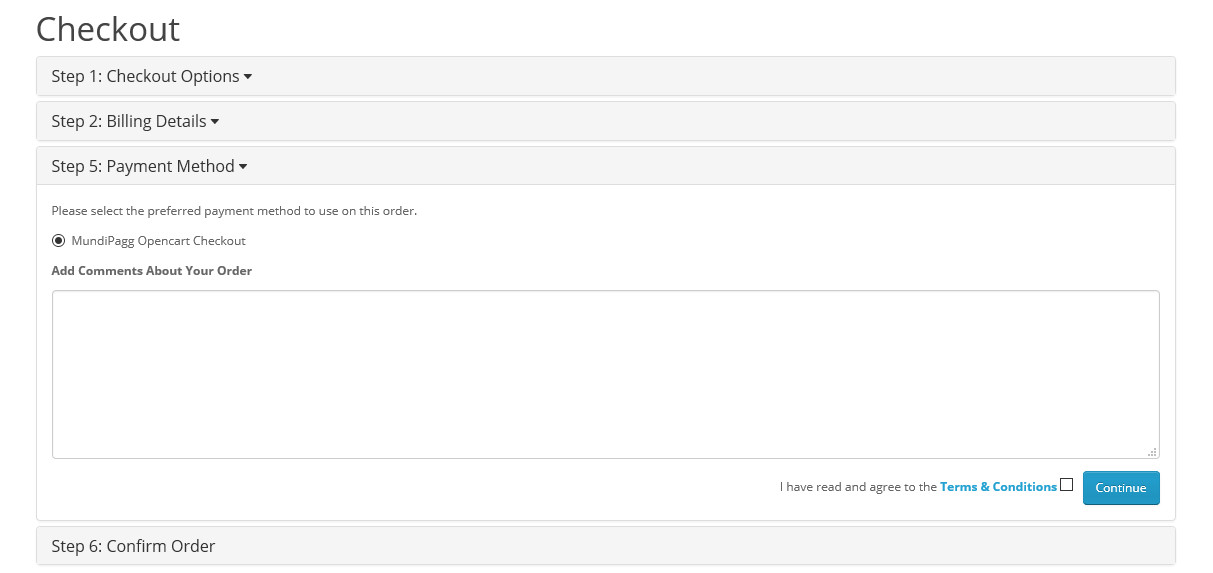 Checkout
Step 1: Checkout Options
Step 2: Billing Details
Step 5: Payment Method
Please select the preferred payment method to use on this order.
MundiPagg Opencart Checkout
Add Comments About Your Order
I have read and agree to the Terms & Conditions
Continue
Step 6: Confirm Order